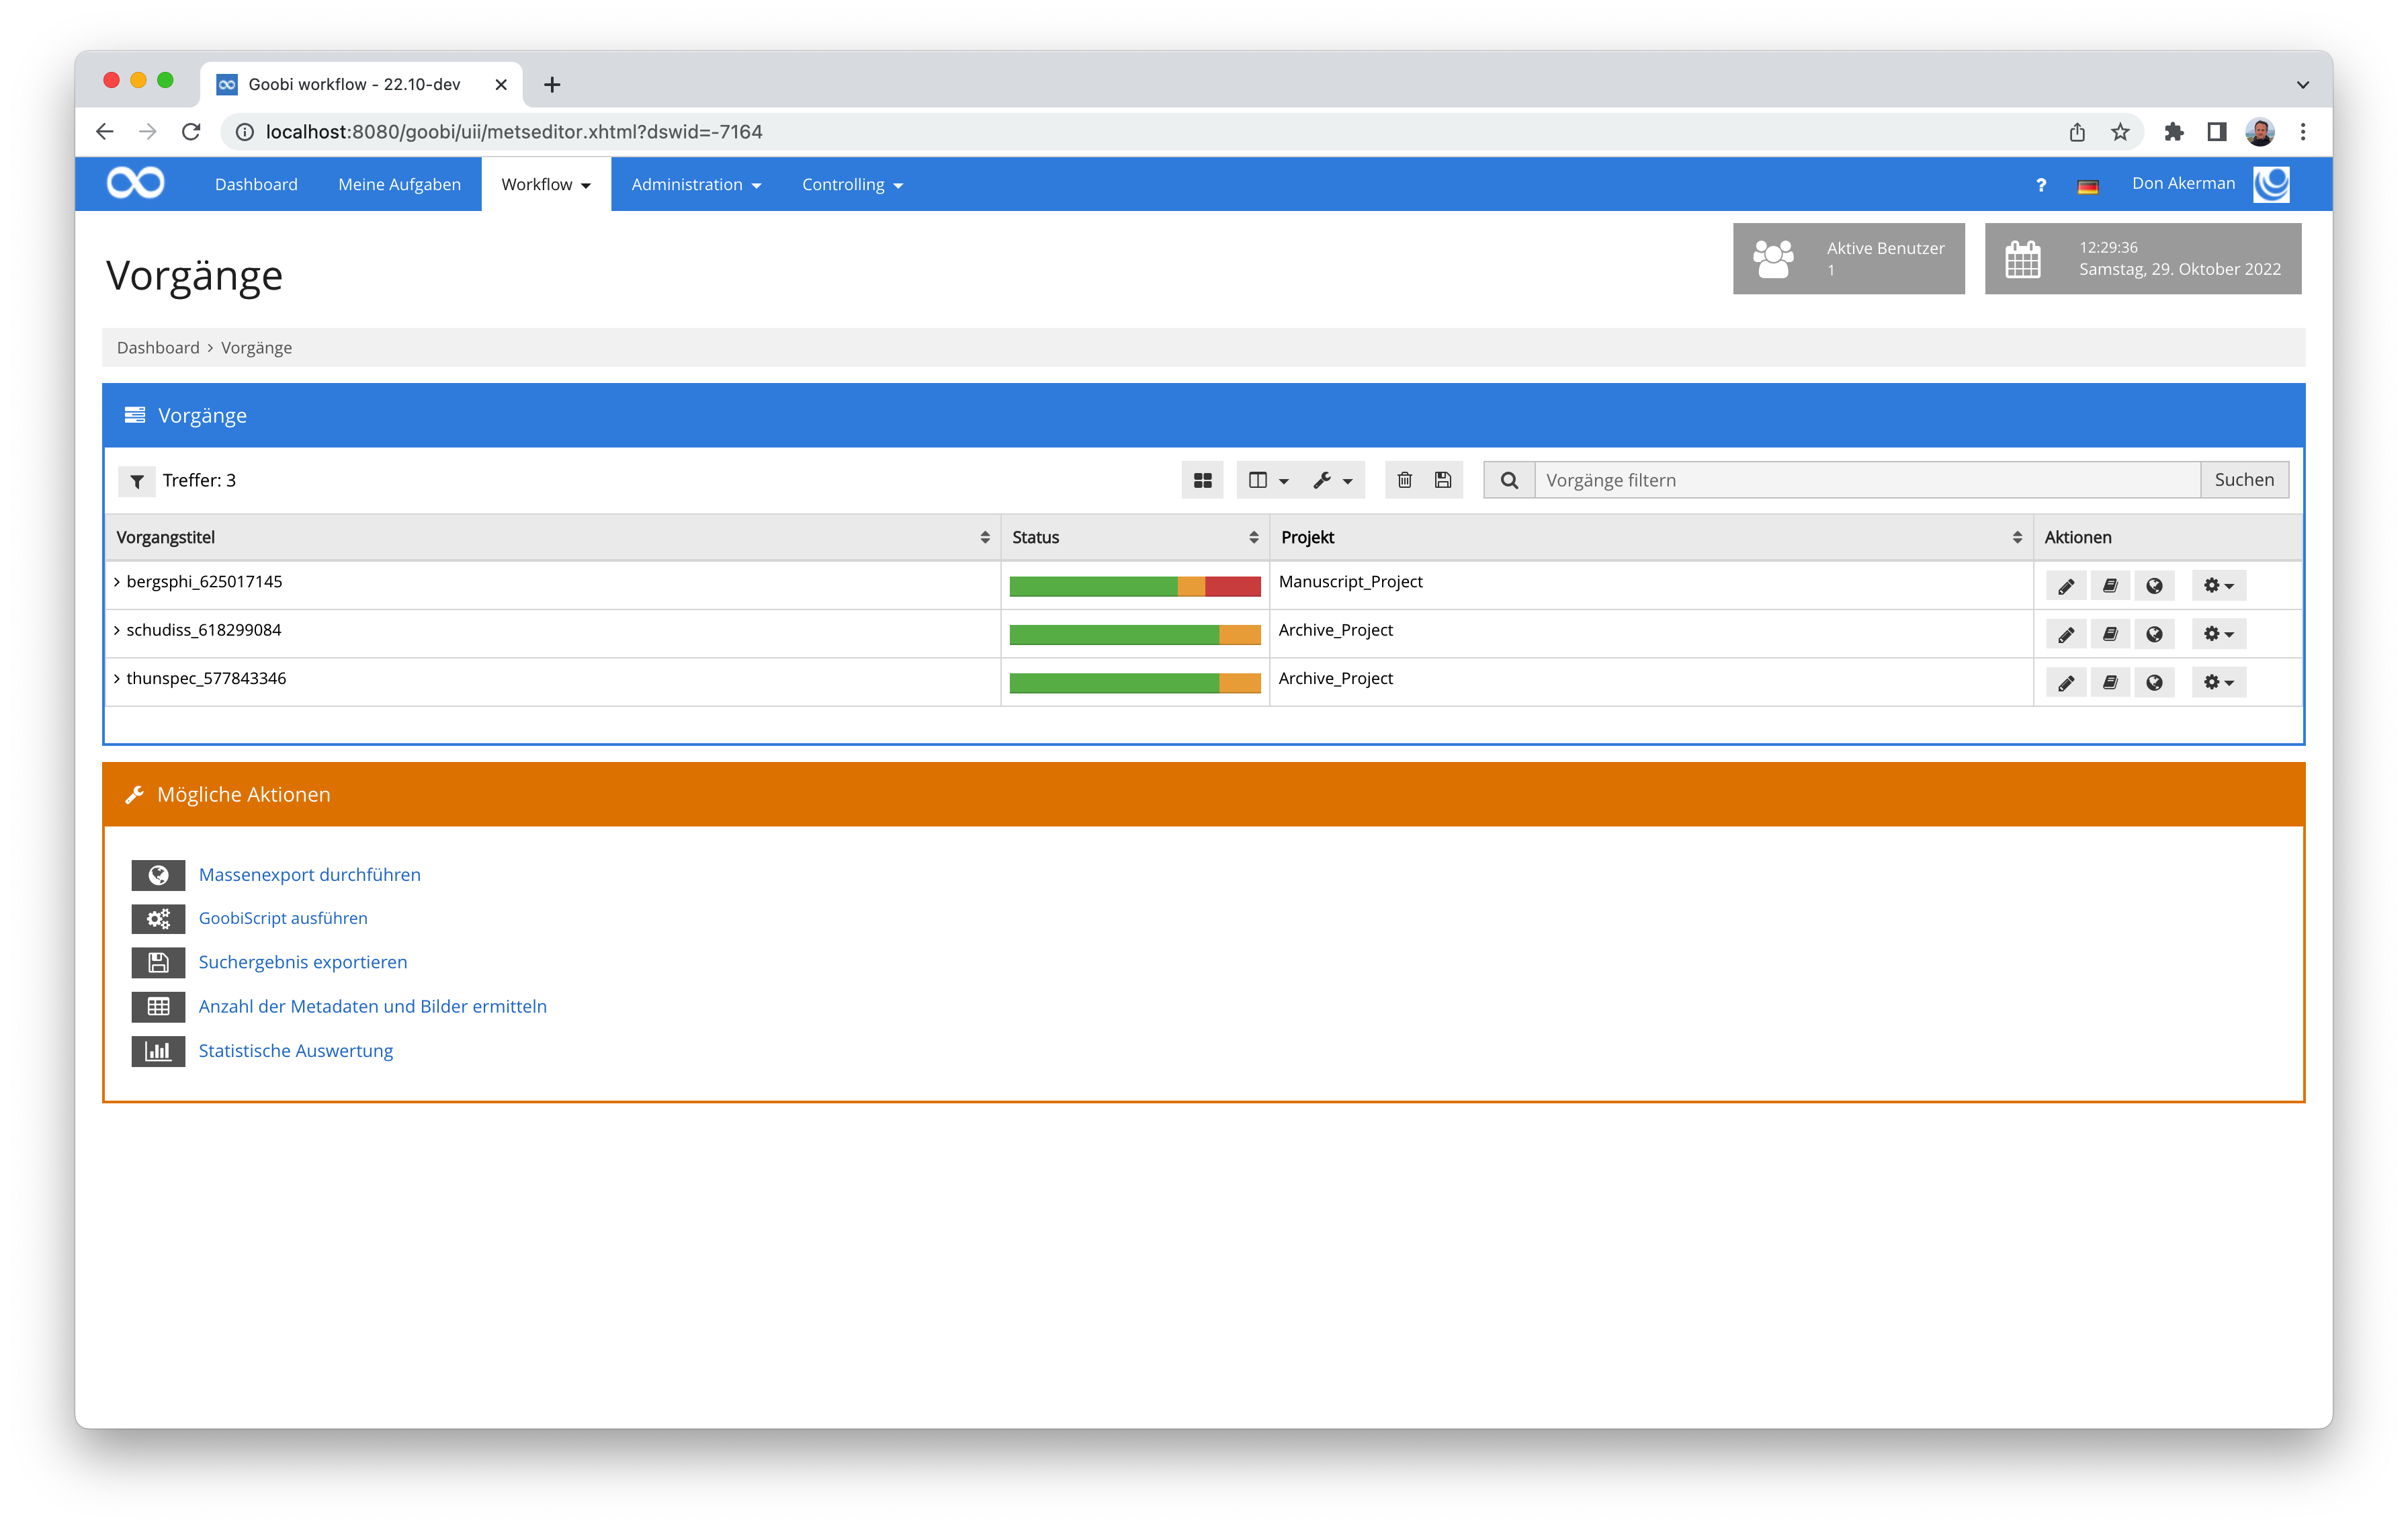 Goobi workflow - 22.10-dev
localhost:8080/goobi/uii/metseditor.xhtml?dswid=-7164
Dashboard Meine Aufgaben Workflow Administration Controlling ? Don Akerman
Vorgänge
Aktive Benutzer
1
12:29:36
Samstag, 29. Oktober 2022
Dashboard > Vorgänge
Vorgänge
Treffer: 3 Vorgänge filtern Suchen
Vorgangstitel Status Projekt Aktionen
bergsphi_625017145 Manuscript_Project
schudiss_618299084 Archive_Project
thunspec_577843346 Archive_Project
Mögliche Aktionen
Massenexport durchführen
GoobiScript ausführen
Suchergebnis exportieren
Anzahl der Metadaten und Bilder ermitteln
Statistische Auswertung